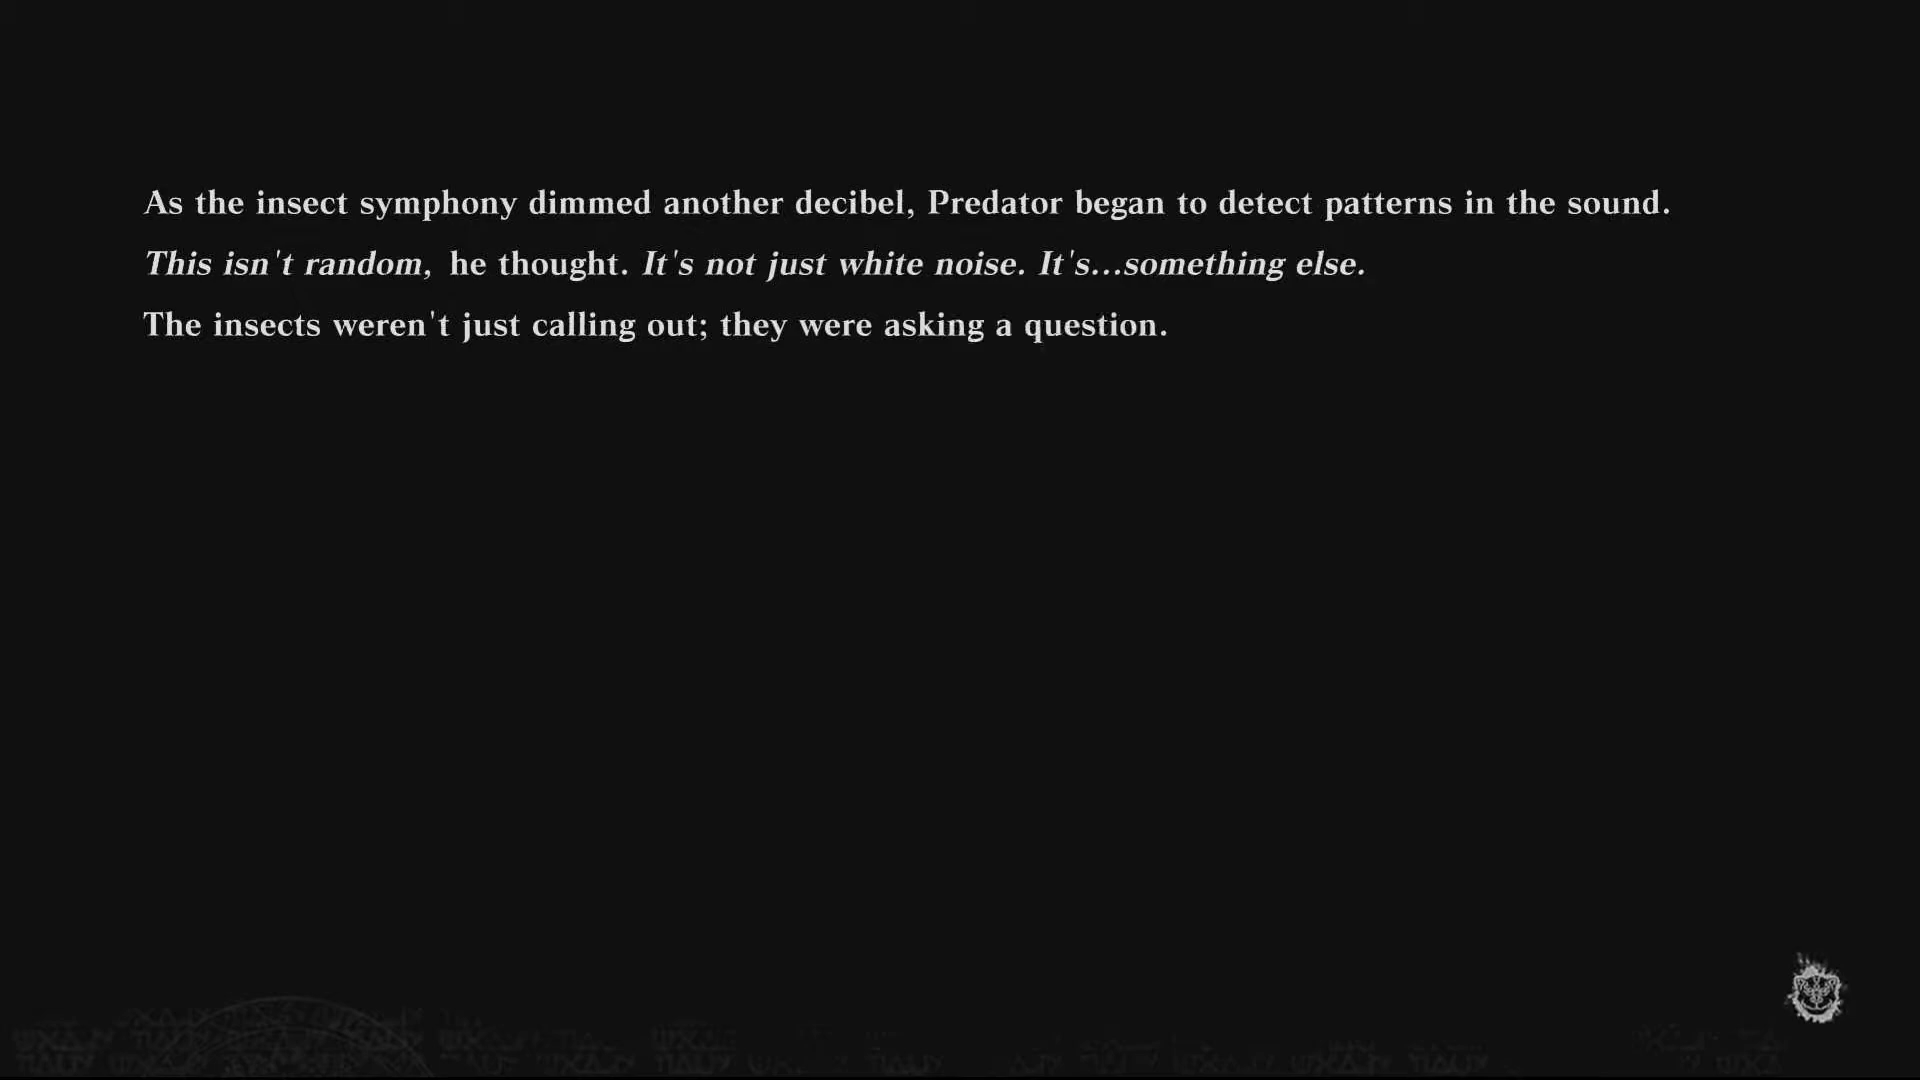 As the insect symphony dimmed another decibel, Predator began to detect patterns in the sound.
This isn't random, he thought. It's not just white noise. It's...something else.
The insects weren't just calling out; they were asking a question.